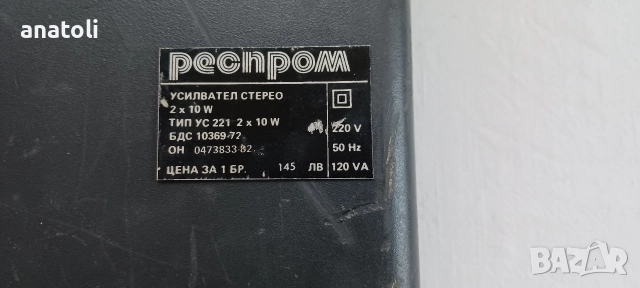 anatoli
респром
УСИЛВАТЕЛ СТЕРЕО
2 x 10 W
ТИП УС 221 2 x 10 W
БДС 10369-72
ОН 0473833 82
ЦЕНА ЗА 1 БР. 145 ЛВ
220 V
50 Hz
120 VA
BAZAR